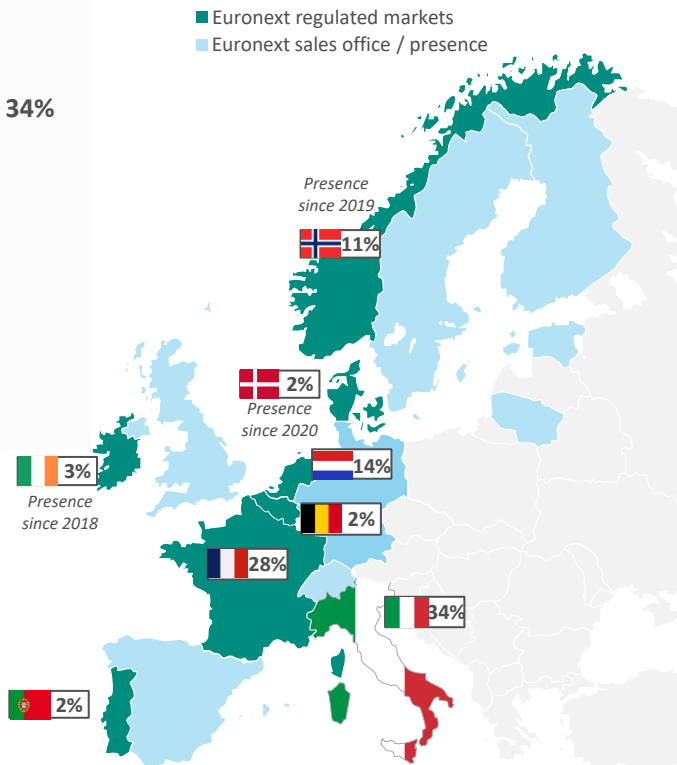 Euronext regulated markets
Euronext sales office / presence
34%
Presence
since 2019
11%
2%
Presence
since 2020
14%
3%
Presence
since 2018
2%
28%
34%
2%